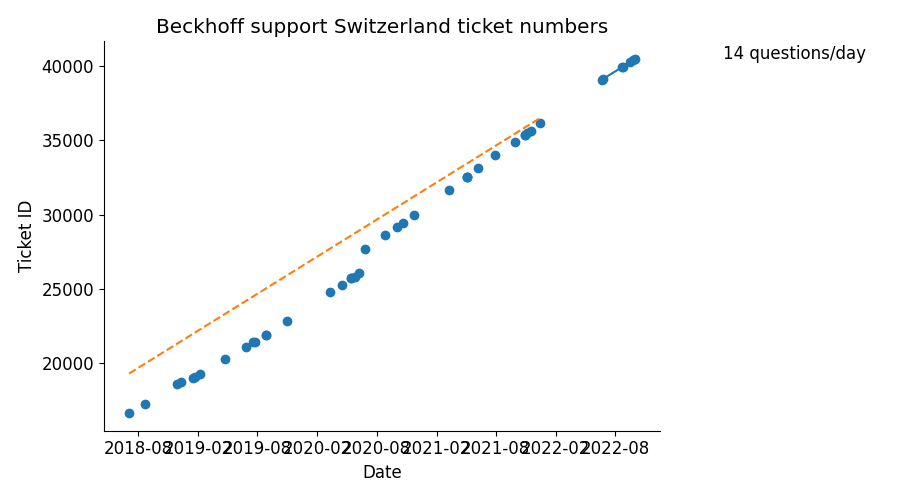 Beckhoff support Switzerland ticket numbers
14 questions/day
40000
35000
30000
25000
20000
Ticket ID
2018-08 2019-02 2019-08 2020-02 2020-08 2021-02 2021-08 2022-02 2022-08
Date